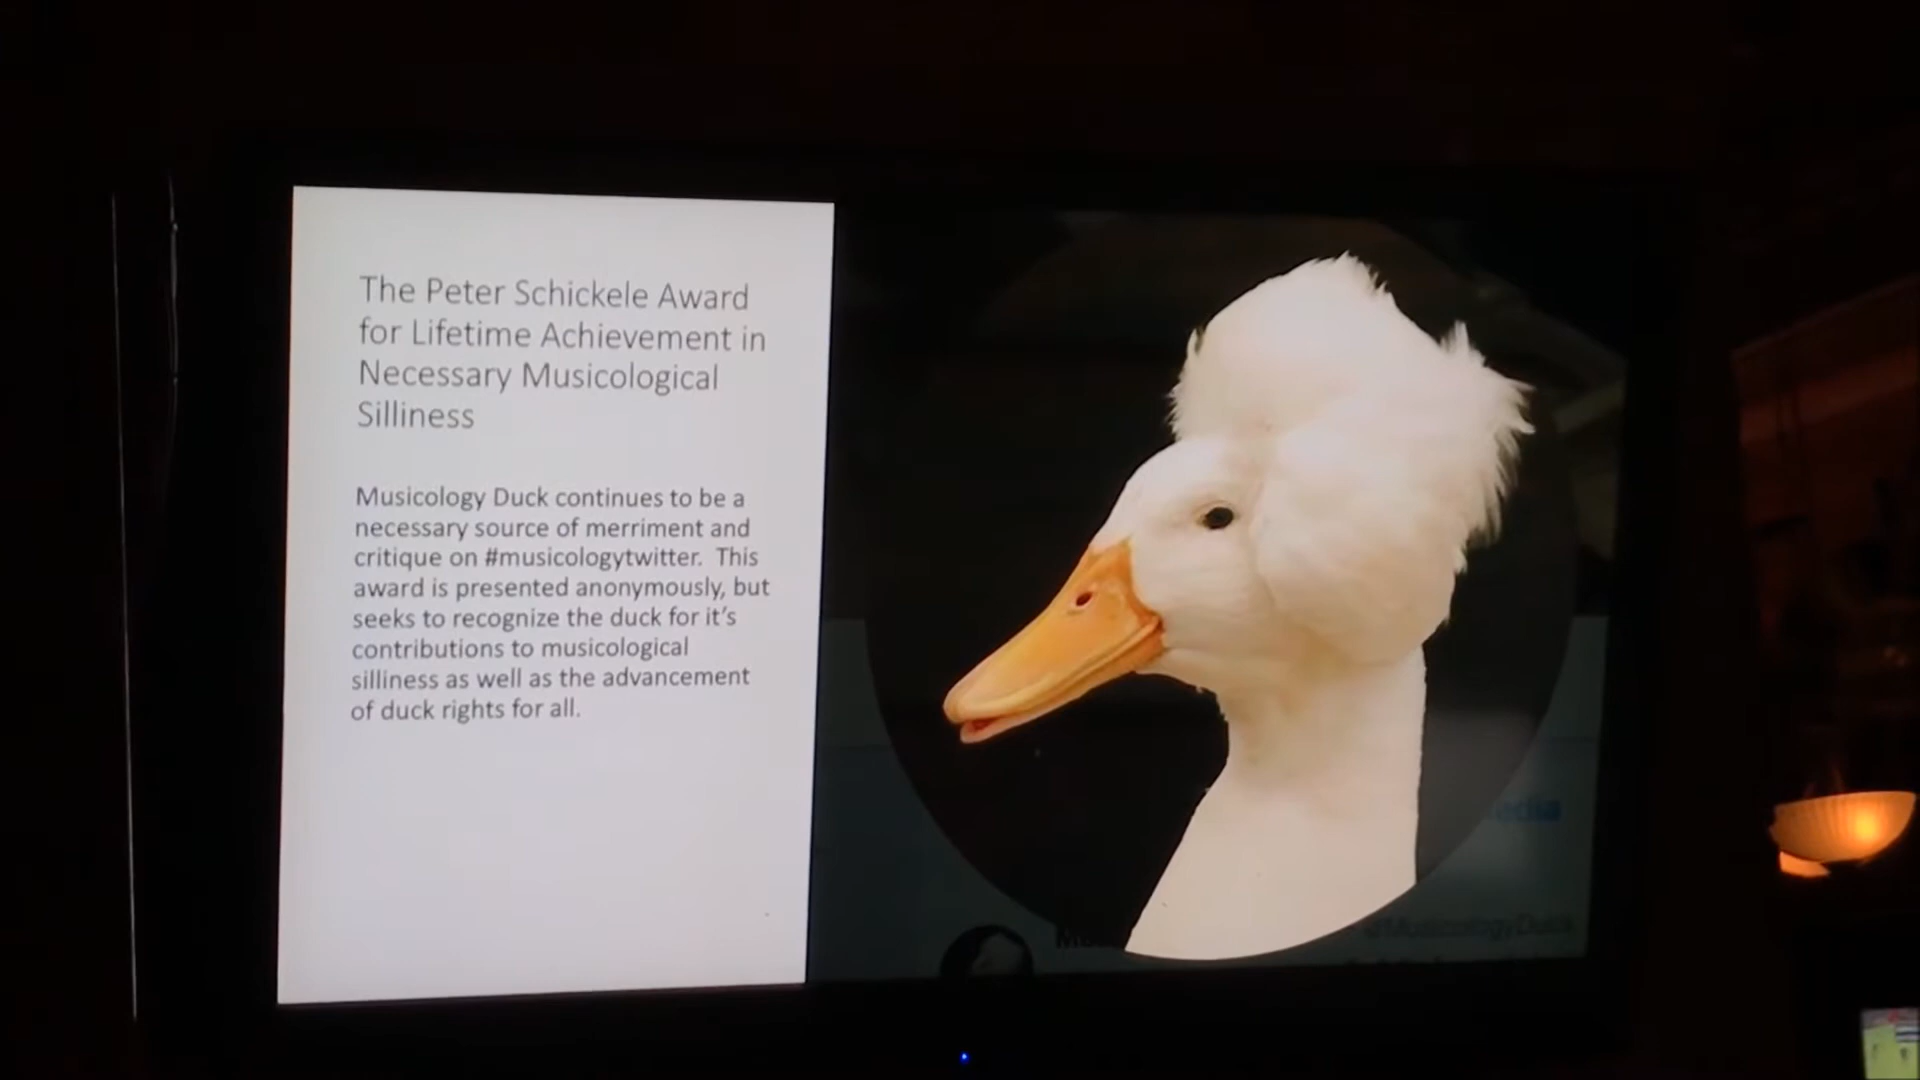 The Peter Schickele Award
for Lifetime Achievement in
Necessary Musicological
Silliness
Musicology Duck continues to be a
necessary source of merriment and
critique on #musicologytwitter. This
award is presented anonymously, but
seeks to recognize the duck for it's
contributions to musicological
silliness as well as the advancement
of duck rights for all.
@MusicologyDuck